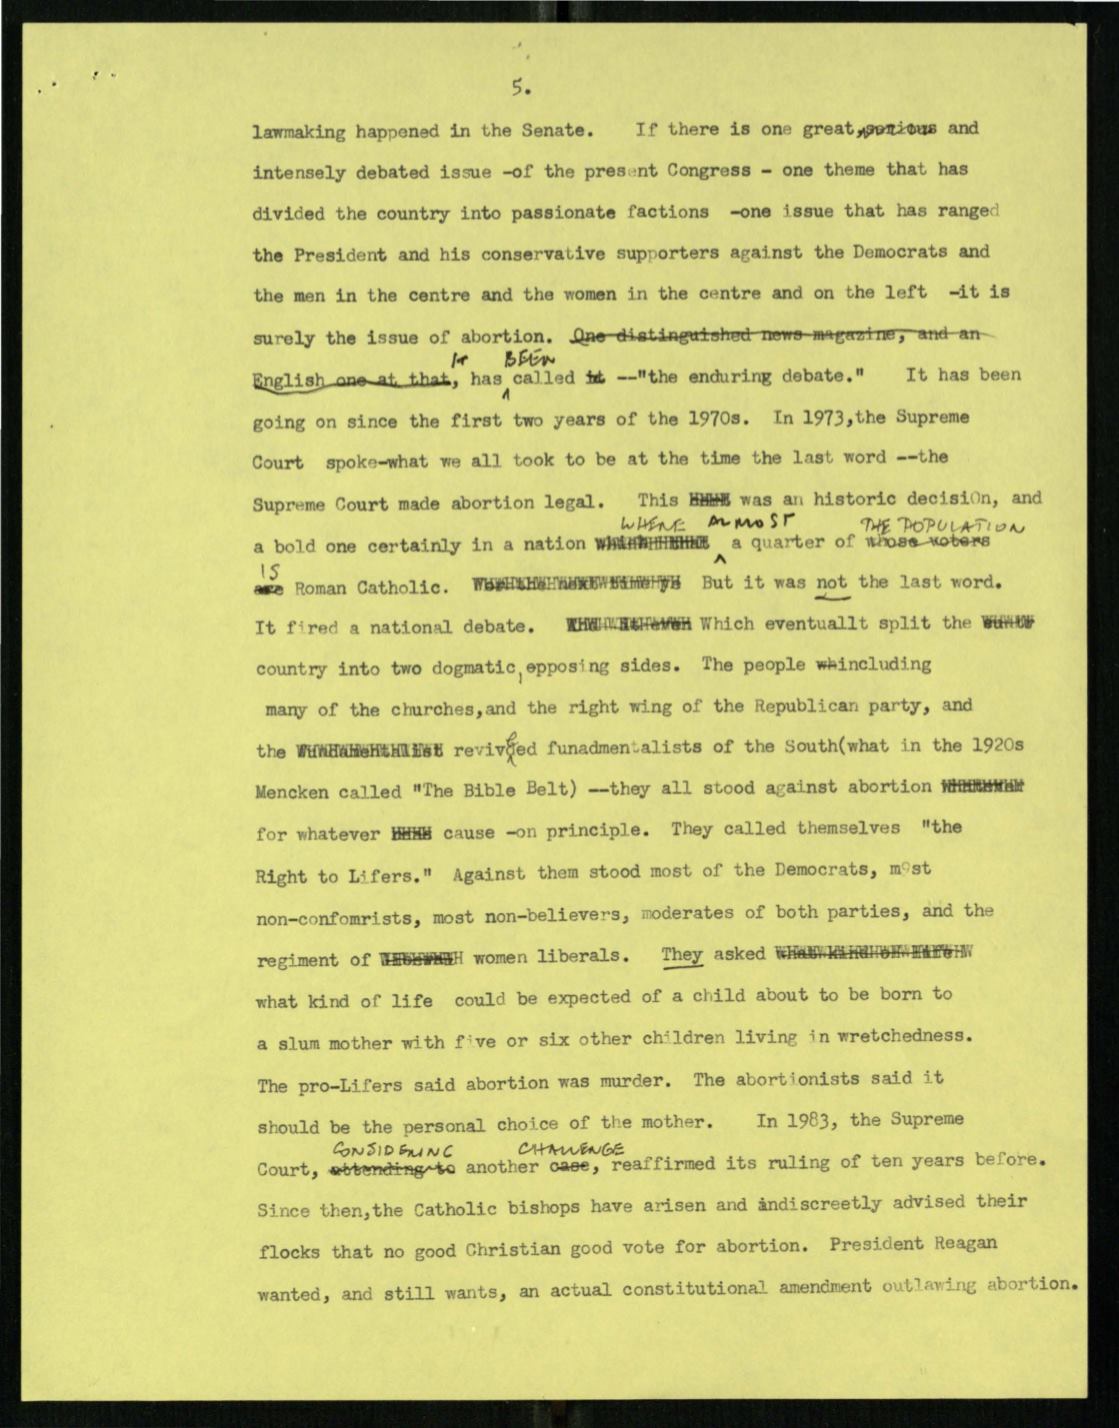 5.
lawmaking happened in the Senate. If there is one great, serious and
intensely debated issue -of the present Congress - one theme that has
divided the country into passionate factions -one issue that has ranged
the President and his conservative supporters against the Democrats and
the men in the centre and the women in the centre and on the left -it is
surely the issue of abortion. One distinguished news magazine, and an
IT BEEN
English one at that, has called it --"the enduring debate." It has been
going on since the first two years of the 1970s. In 1973,the Supreme
Court spoke-what we all took to be at the time the last word --the
Supreme Court made abortion legal. This was an historic decisiOn, and
WHERE ALMOST THE POPULATION
a bold one certainly in a nation a quarter of whose voters
IS
are Roman Catholic. But it was not the last word.
It fired a national debate. Which eventuallt split the
country into two dogmatic, opposing sides. The people whincluding
many of the churches,and the right wing of the Republican party, and
the revived funadmentalists of the South(what in the 1920s
Mencken called "The Bible Belt) --they all stood against abortion
for whatever cause -on principle. They called themselves "the
Right to Lifers." Against them stood most of the Democrats, most
non-confomrists, most non-believers, moderates of both parties, and the
regiment of women liberals. They asked
what kind of life could be expected of a child about to be born to
a slum mother with five or six other children living in wretchedness.
The pro-Lifers said abortion was murder. The abortionists said it
should be the personal choice of the mother. In 1983, the Supreme
CONSIDERING CHALLENGE
Court, attending to another case, reaffirmed its ruling of ten years before.
Since then,the Catholic bishops have arisen and indiscreetly advised their
flocks that no good Christian good vote for abortion. President Reagan
wanted, and still wants, an actual constitutional amendment outlawing abortion.